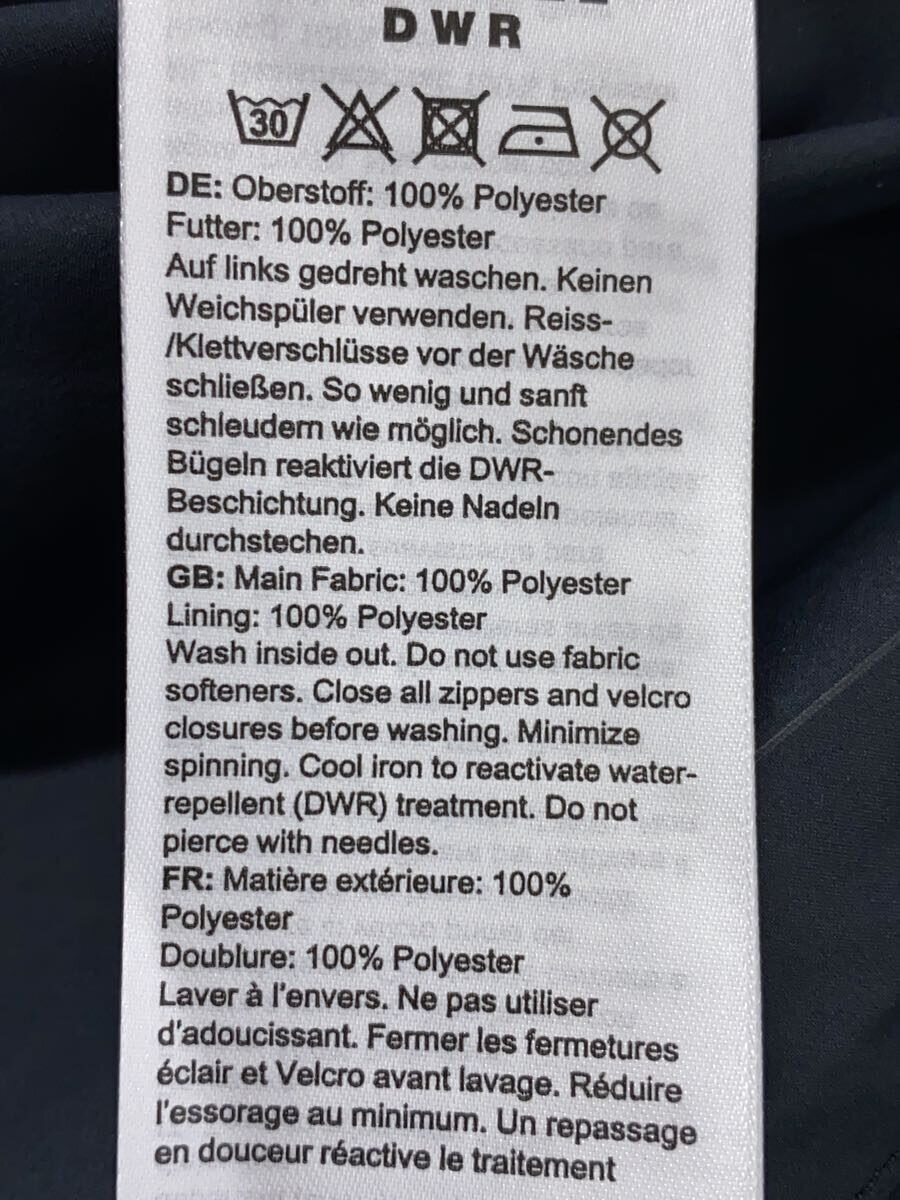 DWR
30
DE: Oberstoff: 100% Polyester
Futter: 100% Polyester
Auf links gedreht waschen. Keinen
Weichspüler verwenden. Reiss-
/Klettverschlüsse vor der Wäsche
schließen. So wenig und sanft
schleudern wie möglich. Schonendes
Bügeln reaktiviert die DWR-
Beschichtung. Keine Nadeln
durchstechen.
GB: Main Fabric: 100% Polyester
Lining: 100% Polyester
Wash inside out. Do not use fabric
softeners. Close all zippers and velcro
closures before washing. Minimize
spinning. Cool iron to reactivate water-
repellent (DWR) treatment. Do not
pierce with needles.
FR: Matière extérieure: 100%
Polyester
Doublure: 100% Polyester
Laver à l'envers. Ne pas utiliser
d'adoucissant. Fermer les fermetures
éclair et Velcro avant lavage. Réduire
l'essorage au minimum. Un repassage
en douceur réactive le traitement